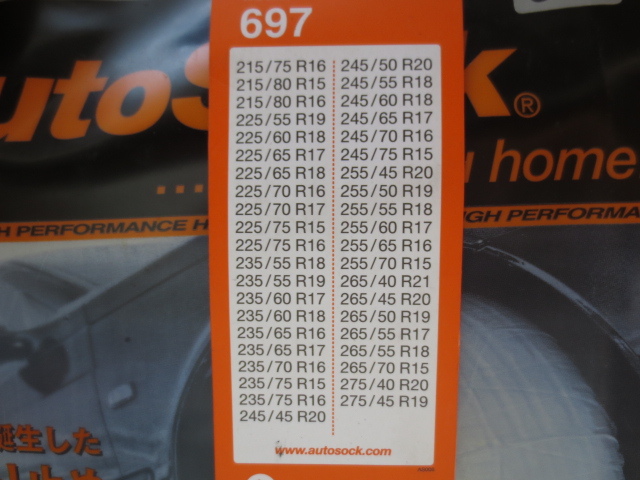 697
215/75 R16
215/80 R15
215/80 R16
225/55 R19
225/60 R18
225/65 R17
225/65 R18
225/70 R16
225/70 R17
225/75 R15
225/75 R16
235/55 R18
235/55 R19
235/60 R17
235/60 R18
235/65 R16
235/65 R17
235/70 R16
235/75 R15
235/75 R16
245/45 R20
245/50 R20
245/55 R18
245/60 R18
245/65 R17
245/70 R16
245/75 R15
255/45 R20
255/50 R19
255/55 R18
255/60 R17
255/65 R16
255/70 R15
265/40 R21
265/45 R20
265/50 R19
265/55 R17
265/55 R18
265/70 R15
275/40 R20
275/45 R19
www.autosock.com
utoS k®
... home
H PERFORMANCE H GH PERFORMA
誕生した